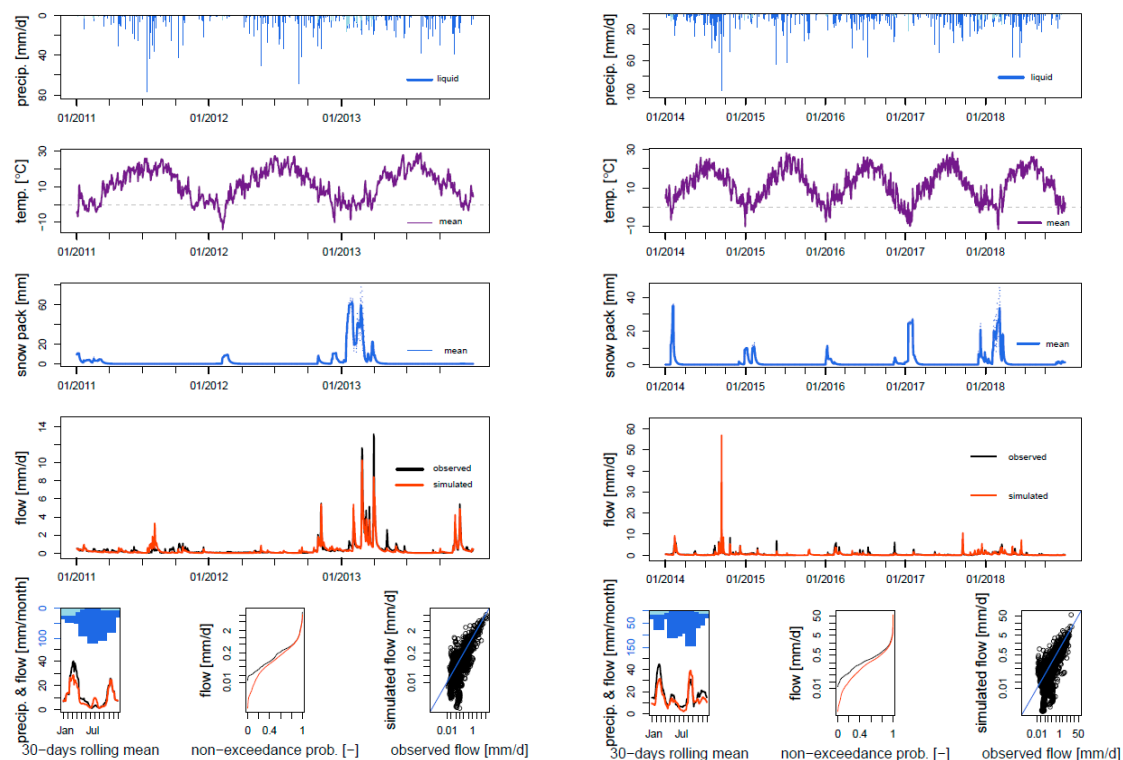 precip. [mm/d]
0
40
80
liquid
01/2011
01/2012
01/2013
temp. [°C]
30
10
−10
mean
01/2011
01/2012
01/2013
snow pack [mm]
60
20
0
mean
01/2011
01/2012
01/2013
flow [mm/d]
14
10
8
6
4
2
0
observed
simulated
01/2011
01/2012
01/2013
precip. & flow [mm/month]
0
100
40
20
0
Jan Jul
30−days rolling mean
flow [mm/d]
2
0.2
0.01
0 0.4 1
non−exceedance prob. [−]
simulated flow [mm/d]
2
0.2
0.01
0.01 2
observed flow [mm/d]
precip. [mm/d]
20
60
100
liquid
01/2014
01/2015
01/2016
01/2017
01/2018
temp. [°C]
30
10
−10
mean
01/2014
01/2015
01/2016
01/2017
01/2018
snow pack [mm]
40
20
0
mean
01/2014
01/2015
01/2016
01/2017
01/2018
flow [mm/d]
60
50
40
30
20
10
0
observed
simulated
01/2014
01/2015
01/2016
01/2017
01/2018
precip. & flow [mm/month]
50
150
40
20
0
Jan Jul
30−days rolling mean
flow [mm/d]
50
5
0.5
0.01
0 0.4 1
non−exceedance prob. [−]
simulated flow [mm/d]
50
5
0.5
0.01
0.01 1 50
observed flow [mm/d]